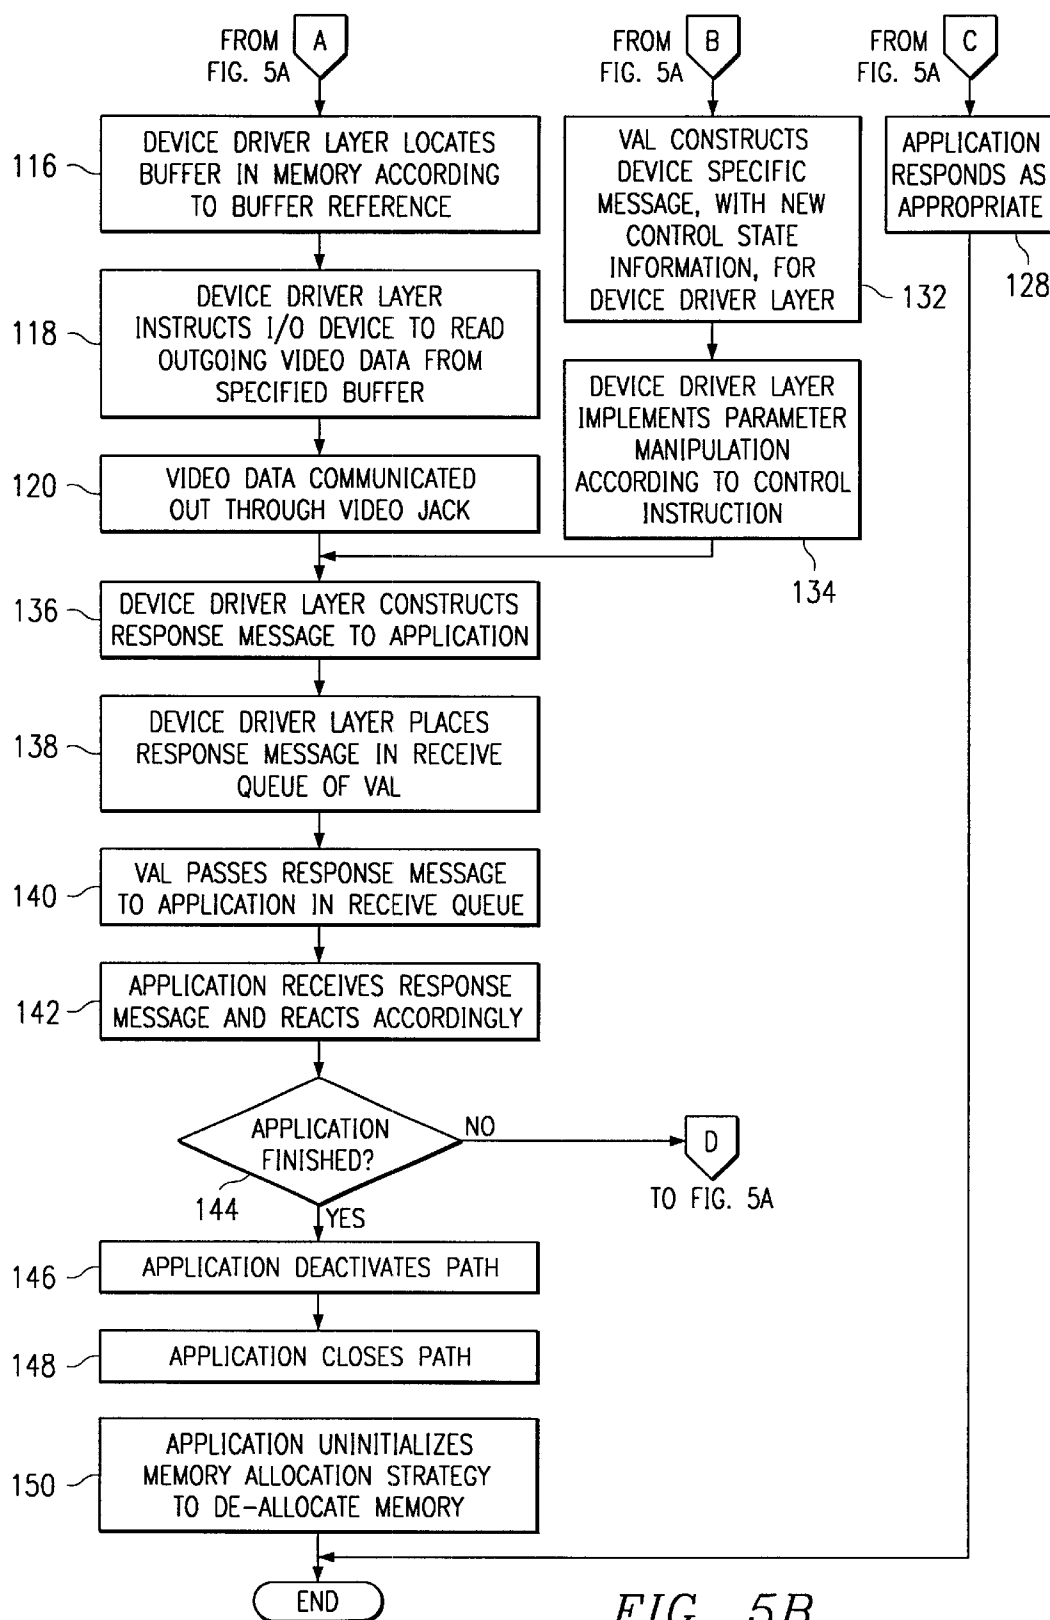 FROM
FIG. 5A
A
FROM
FIG. 5A
B
FROM
FIG. 5A
C
116
DEVICE DRIVER LAYER LOCATES
BUFFER IN MEMORY ACCORDING
TO BUFFER REFERENCE
VAL CONSTRUCTS
DEVICE SPECIFIC
MESSAGE, WITH NEW
CONTROL STATE
INFORMATION, FOR
DEVICE DRIVER LAYER
132
APPLICATION
RESPONDS AS
APPROPRIATE
128
118
DEVICE DRIVER LAYER
INSTRUCTS I/O DEVICE TO READ
OUTGOING VIDEO DATA FROM
SPECIFIED BUFFER
DEVICE DRIVER LAYER
IMPLEMENTS PARAMETER
MANIPULATION
ACCORDING TO CONTROL
INSTRUCTION
134
120
VIDEO DATA COMMUNICATED
OUT THROUGH VIDEO JACK
136
DEVICE DRIVER LAYER CONSTRUCTS
RESPONSE MESSAGE TO APPLICATION
138
DEVICE DRIVER LAYER PLACES
RESPONSE MESSAGE IN RECEIVE
QUEUE OF VAL
140
VAL PASSES RESPONSE MESSAGE
TO APPLICATION IN RECEIVE QUEUE
142
APPLICATION RECEIVES RESPONSE
MESSAGE AND REACTS ACCORDINGLY
APPLICATION
FINISHED?
144
NO
D
TO FIG. 5A
YES
146
APPLICATION DEACTIVATES PATH
148
APPLICATION CLOSES PATH
150
APPLICATION UNINITIALIZES
MEMORY ALLOCATION STRATEGY
TO DE-ALLOCATE MEMORY
END
FIG. 5B